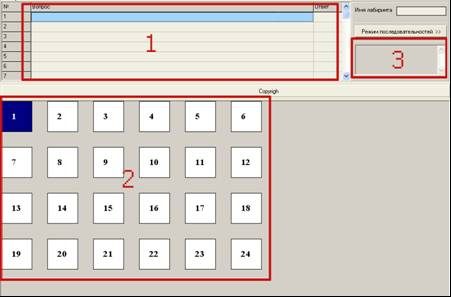 № Вопрос Ответ Имя лабиринта
1
2
3 Режим последовательностей >>
4
5
6
7
1
3
Copyrigh
1 2 3 4 5 6
7 8 9 10 11 12
2
13 14 15 16 17 18
19 20 21 22 23 24